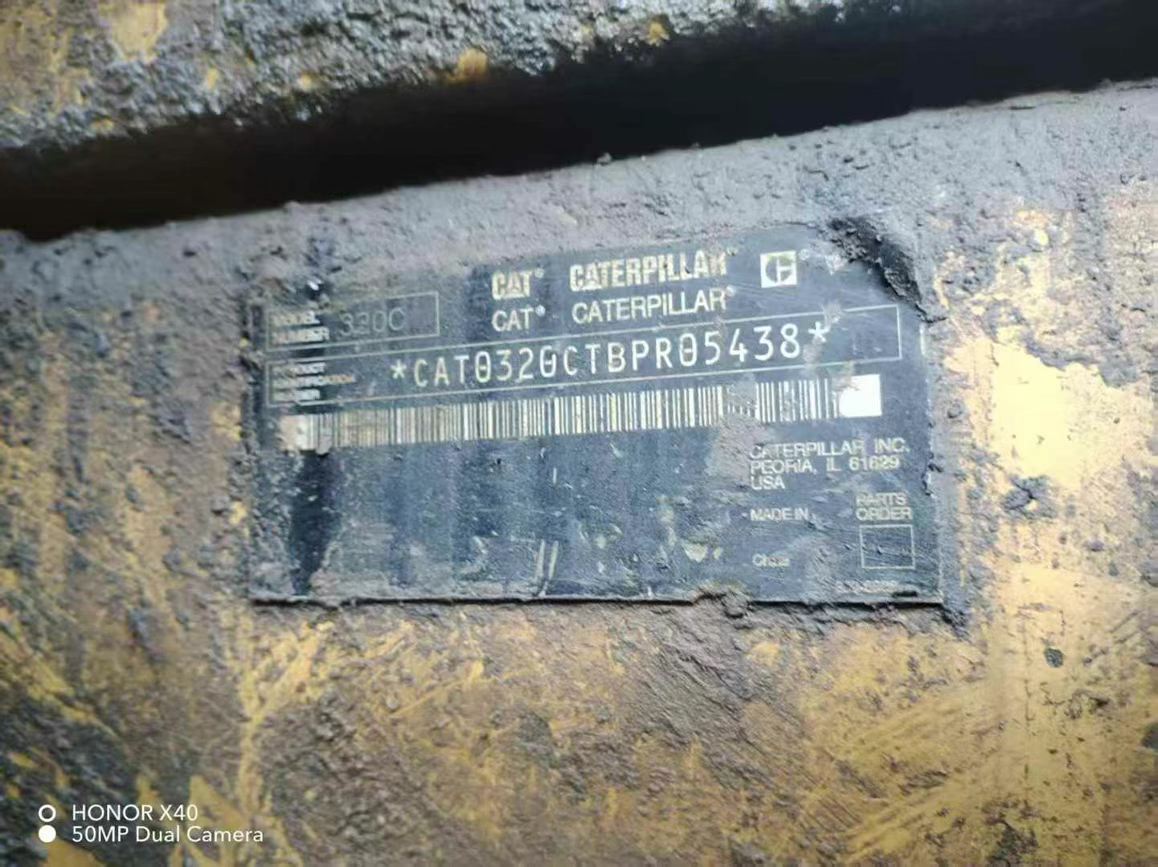 CAT® CATERPILLAR™
CAT® CATERPILLAR®
MODEL
NUMBER
320C
PRODUCT
IDENTIFICATION
NUMBER
*CAT0320CTBPR05438*
CATERPILLAR INC.
PEORIA, IL 61629
USA
MADE IN
China
PARTS
ORDER
HONOR X40
50MP Dual Camera